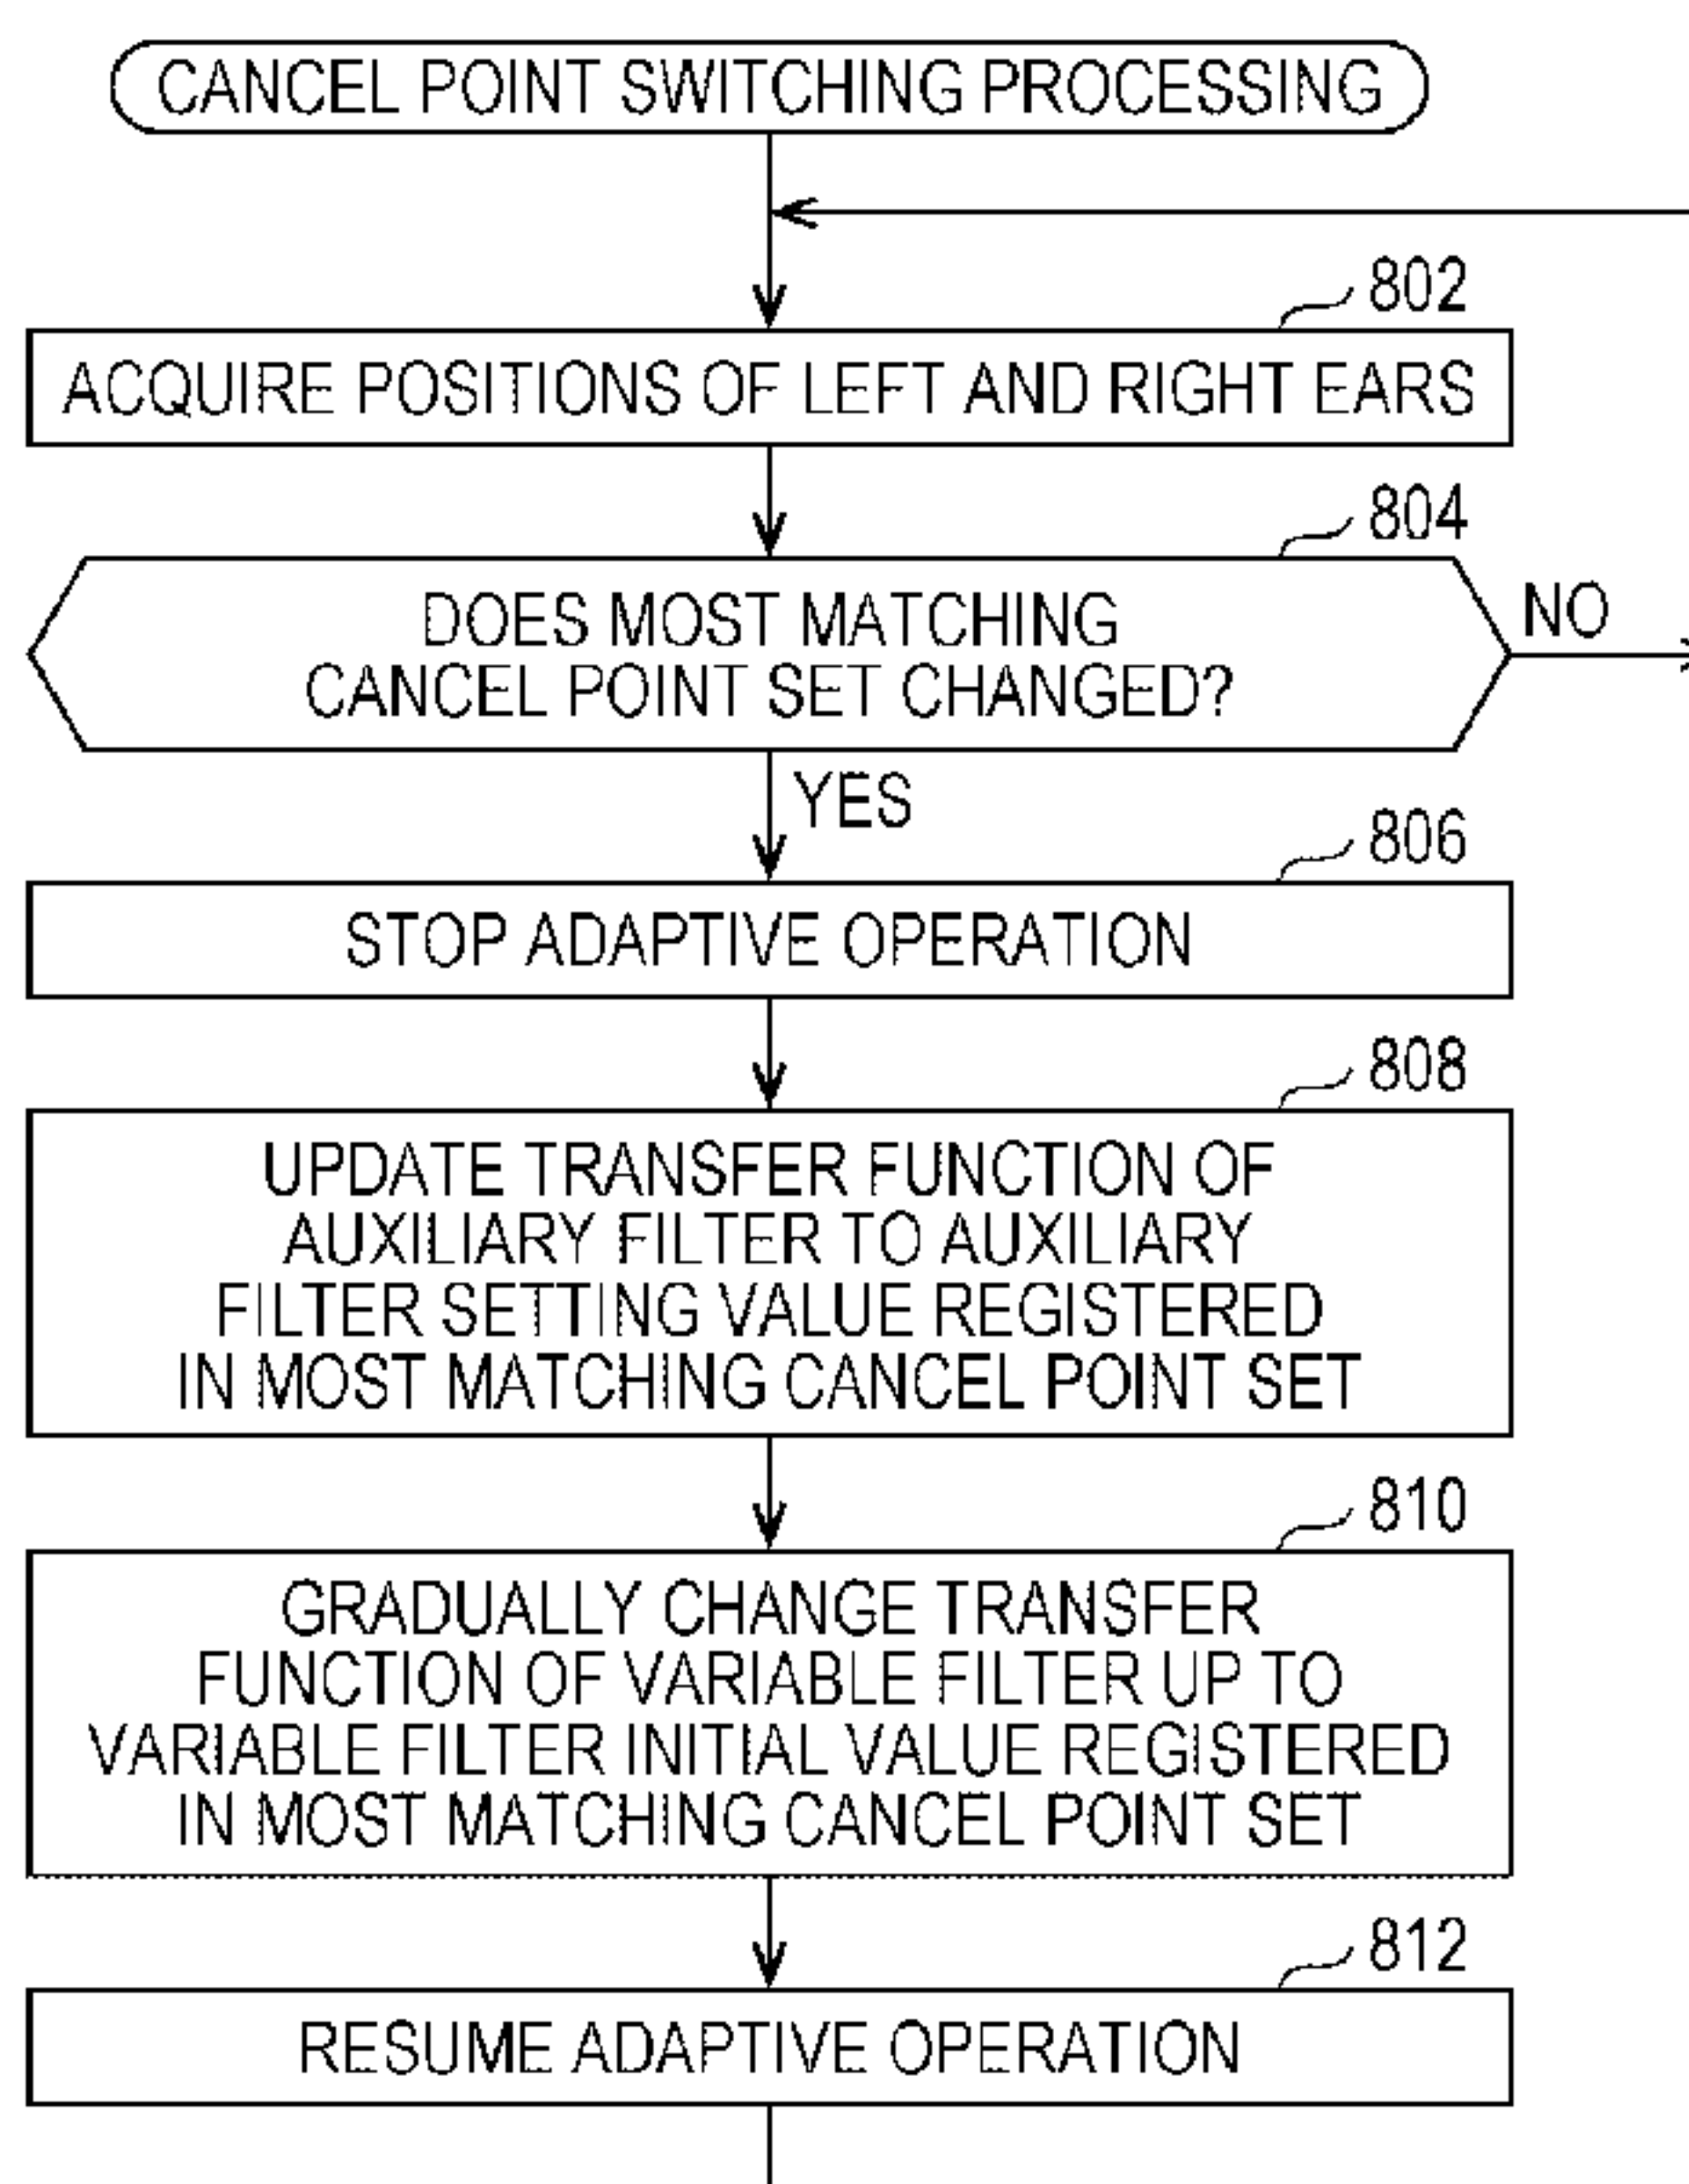 CANCEL POINT SWITCHING PROCESSING
802
ACQUIRE POSITIONS OF LEFT AND RIGHT EARS
804
DOES MOST MATCHING
CANCEL POINT SET CHANGED?
NO
YES
806
STOP ADAPTIVE OPERATION
808
UPDATE TRANSFER FUNCTION OF
AUXILIARY FILTER TO AUXILIARY
FILTER SETTING VALUE REGISTERED
IN MOST MATCHING CANCEL POINT SET
810
GRADUALLY CHANGE TRANSFER
FUNCTION OF VARIABLE FILTER UP TO
VARIABLE FILTER INITIAL VALUE REGISTERED
IN MOST MATCHING CANCEL POINT SET
812
RESUME ADAPTIVE OPERATION